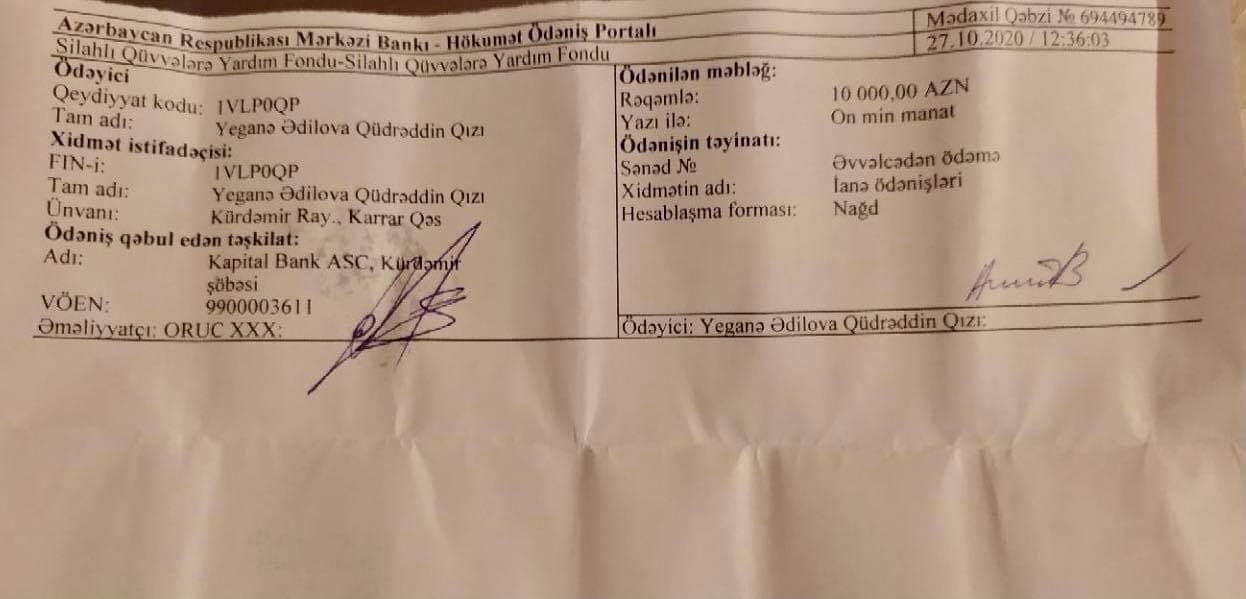 Azərbaycan Respublikası Mərkəzi Bankı - Hökumət Ödəniş Portalı
Mədaxil Qəbzi № 694494789
27.10.2020 / 12:36:03
Silahlı Qüvvələrə Yardım Fondu-Silahlı Qüvvələrə Yardım Fondu
Ödəyici
Qeydiyyat kodu: 1VLP0QP
Tam adı: Yeganə Ədilova Qüdrəddin Qızı
Xidmət istifadəçisi:
FIN-i: 1VLP0QP
Tam adı: Yeganə Ədilova Qüdrəddin Qızı
Ünvanı: Kürdəmir Ray., Karrar Qəs
Ödəniş qəbul edən təşkilat:
Adı: Kapital Bank ASC, Kürdəmir
şöbəsi
VÖEN: 9900003611
Əməliyyatçı: ORUC XXX:
Ödənilən məbləğ:
Rəqəmlə: 10 000,00 AZN
Yazı ilə: On min manat
Ödənişin təyinatı:
Sənəd № Əvvəlcədən ödəmə
Xidmətin adı: İanə ödənişləri
Hesablaşma forması: Nağd
Ödəyici: Yeganə Ədilova Qüdrəddin Qızı: